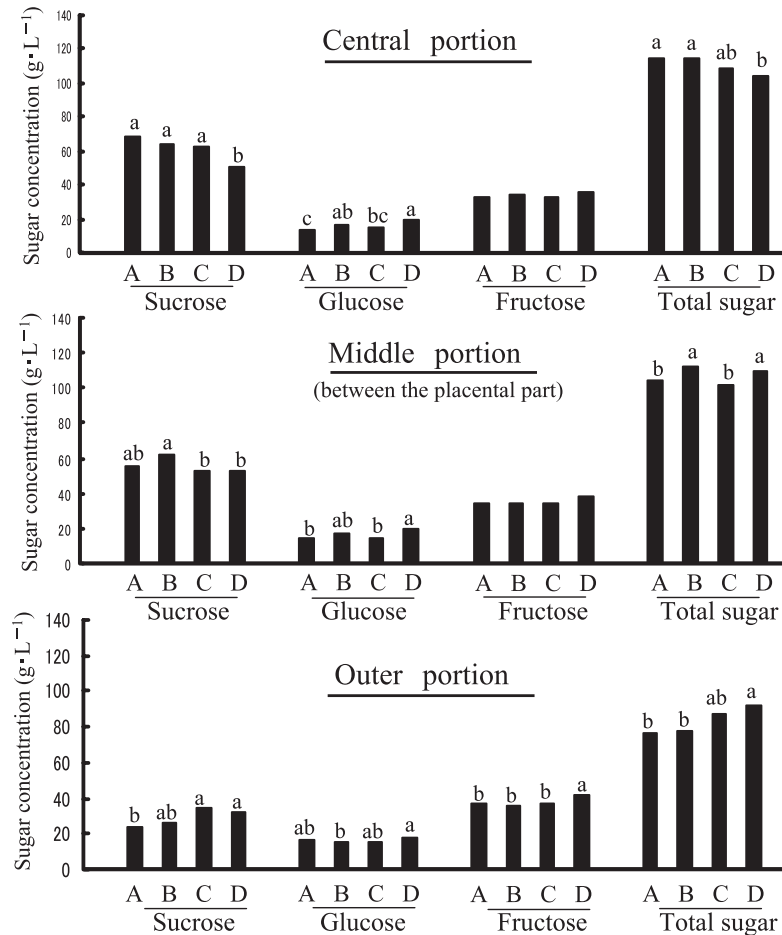 Central portion
Sugar concentration (g·L⁻¹)
140
120
100
80
60
40
20
0
a a a b
c ab bc a
a a ab b
A B C D A B C D A B C D A B C D
Sucrose Glucose Fructose Total sugar
Middle portion
(between the placental part)
Sugar concentration (g·L⁻¹)
140
120
100
80
60
40
20
0
ab a b b
b ab b a
b a b a
A B C D A B C D A B C D A B C D
Sucrose Glucose Fructose Total sugar
Outer portion
Sugar concentration (g·L⁻¹)
140
120
100
80
60
40
20
0
b ab a a
ab b ab a
b b b a
b b ab a
A B C D A B C D A B C D A B C D
Sucrose Glucose Fructose Total sugar